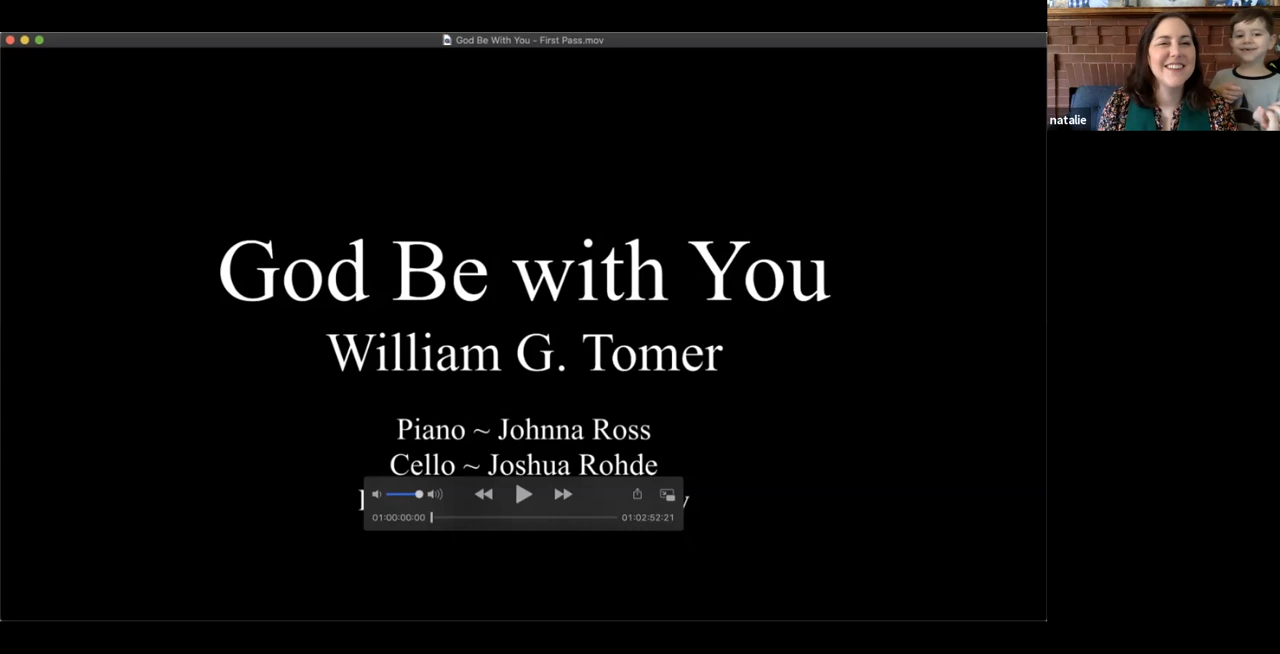 God Be With You - First Pass.mov
natalie
God Be with You
William G. Tomer
Piano ~ Johnna Ross
Cello ~ Joshua Rohde
01:00:00:00
01:02:52:21